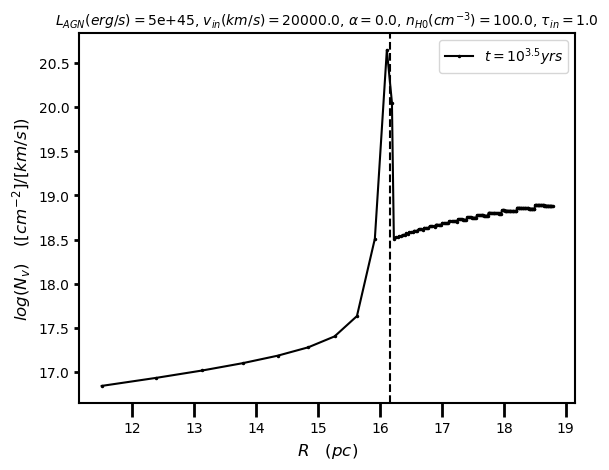 L_AGN(erg/s) = 5e+45, v_in(km/s) = 20000.0, α = 0.0, n_H0(cm^−3) = 100.0, τ_in = 1.0
t = 10^3.5 yrs
log(N_v) ([cm^−2]/[km/s])
20.5
20.0
19.5
19.0
18.5
18.0
17.5
17.0
12 13 14 15 16 17 18 19
R (pc)